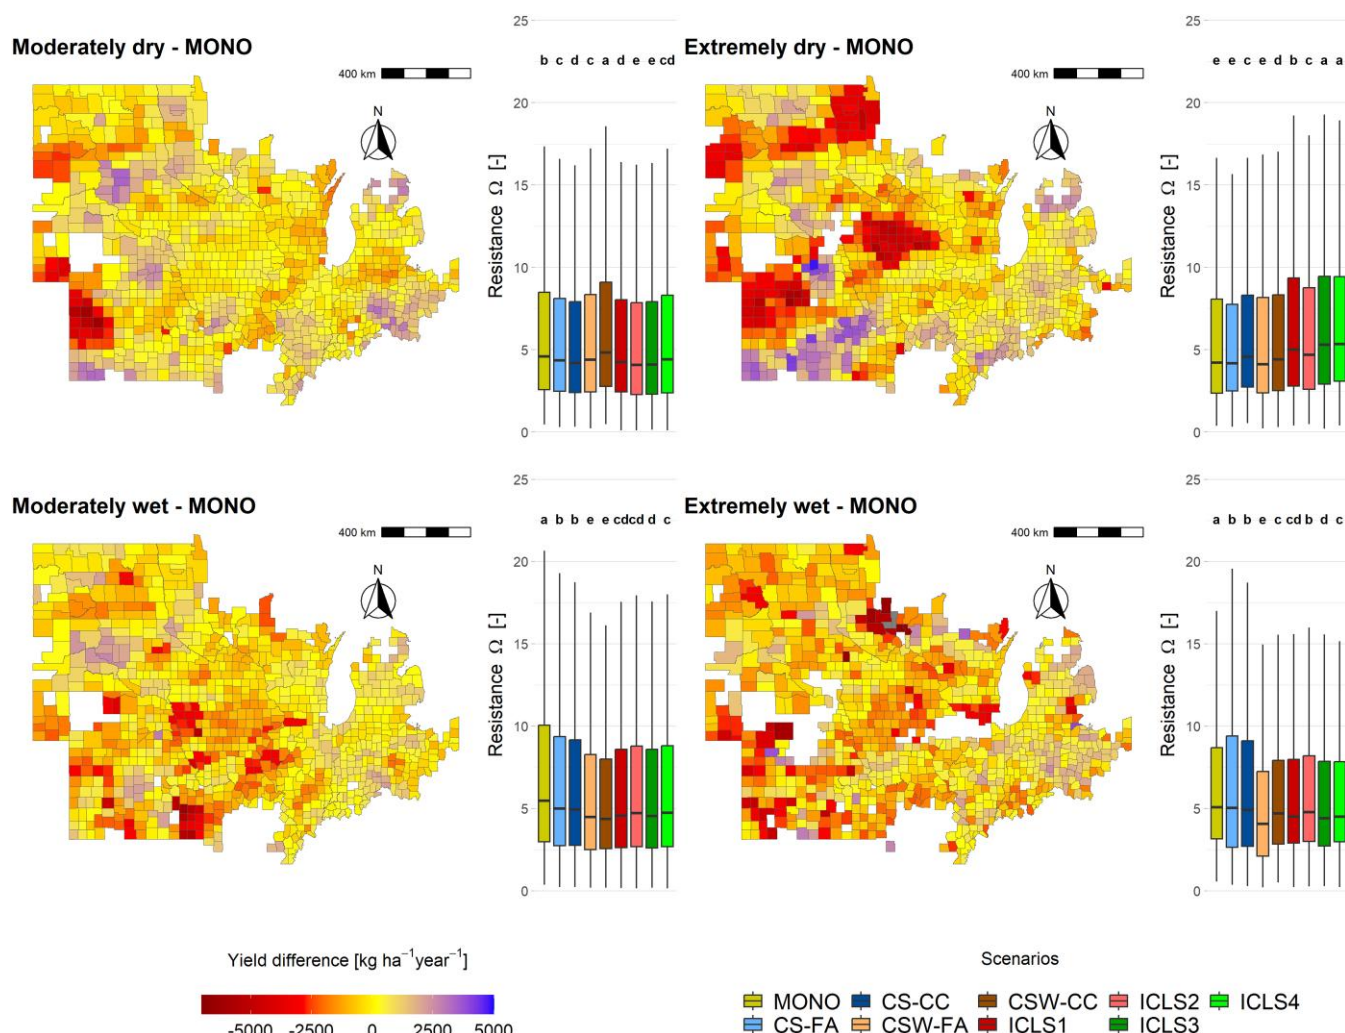 Moderately dry - MONO
400 km
N
25
20
15
10
5
0
Resistance Ω [-]
b c d c a d e e cd
Extremely dry - MONO
400 km
N
25
20
15
10
5
0
Resistance Ω [-]
e e c e d b c a a
Moderately wet - MONO
400 km
N
25
20
15
10
5
0
Resistance Ω [-]
a b b e e cd cd d c
Extremely wet - MONO
400 km
N
25
20
15
10
5
0
Resistance Ω [-]
a b b e c cd b d c
Yield difference [kg ha⁻¹year⁻¹]
-5000 -2500 0 2500 5000
Scenarios
MONO CS-CC CSW-CC ICLS2 ICLS4
CS-FA CSW-FA ICLS1 ICLS3